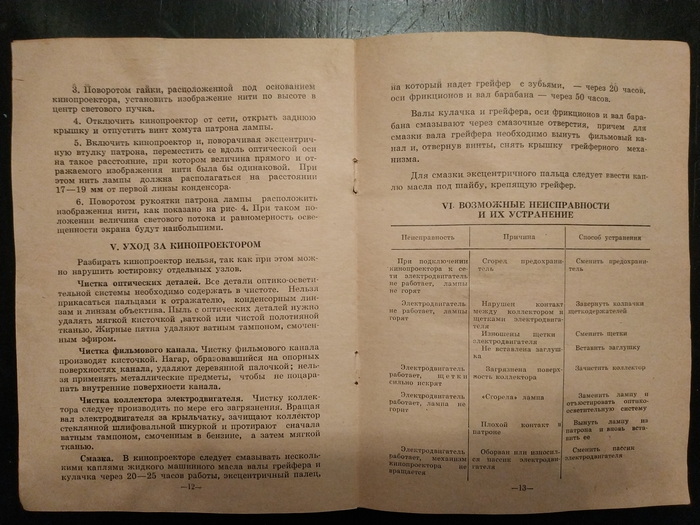 3. Поворотом гайки, расположенной под основанием
кинопроектора, установить изображение нити по высоте в
центр светового пучка.
4. Отключить кинопроектор от сети, открыть заднюю
крышку и отпустить винт хомута патрона лампы.
5. Включить кинопроектор и, поворачивая эксцентрич-
ную втулку патрона, переместить ее вдоль оптической оси
на такое расстояние, при котором величина прямого и от-
ражаемого изображения нити была бы одинаковой. При
этом нить лампы должна располагаться на расстоянии
17—19 мм от первой линзы конденсора.
6. Поворотом рукоятки патрона лампы расположить
изображения нити, как показано на рис. 4. При таком по-
ложении величина светового потока и равномерность осве-
щенности экрана будут наибольшими.
V. УХОД ЗА КИНОПРОЕКТОРОМ
Разбирать кинопроектор нельзя, так как при этом мож-
но нарушить юстировку отдельных узлов.
Чистка оптических деталей. Все детали оптико-освети-
тельной системы необходимо содержать в чистоте. Нельзя
прикасаться пальцами к отражателю, конденсорным лин-
зам и линзам объектива. Пыль с оптических деталей нужно
удалять мягкой кисточкой ,ваткой или чистой полотняной
тканью. Жирные пятна удаляют ватным тампоном, смочен-
ным эфиром.
Чистка фильмового канала. Чистку фильмового канала
производят кисточкой. Нагар, образовавшийся на опорных
поверхностях канала, удаляют деревянной палочкой; нель-
зя применять металлические предметы, чтобы не поцара-
пать внутренние поверхности канала.
Чистка коллектора электродвигателя. Чистку коллек-
тора следует производить по мере его загрязнения. Вращая
вал электродвигателя за крыльчатку, зачищают коллектор
стеклянной шлифовальной шкуркой и протирают сначала
ватным тампоном, смоченным в бензине, а затем мягкой
тканью.
Смазка. В кинопроекторе следует смазывать несколь-
кими каплями жидкого машинного масла валы грейфера и
кулачка через 20—25 часов работы, эксцентричный палец,
—12—
на который надет грейфер с зубьями, — через 20 часов,
оси фрикционов и вал барабана — через 50 часов.
Валы кулачка и грейфера, оси фрикционов и вал бара-
бана смазывают через смазочные отверстия, причем для
смазки вала грейфера необходимо вынуть фильмовый ка-
нал и, отвернув винты, снять крышку грейферного меха-
низма.
Для смазки эксцентричного пальца следует ввести кап-
лю масла под шайбу, крепящую грейфер.
VI. ВОЗМОЖНЫЕ НЕИСПРАВНОСТИ
И ИХ УСТРАНЕНИЕ
Неисправность Причина Способ устранения
При подключении Сгорел предохрани- Сменить предохрани-
кинопроектора к се- тель тель
ти электродвигатель
не работает, лампы
не горят
Электродвигатель Нарушен контакт Завернуть колпачки
не работает, лампы между коллектором и щеткодержателей
горят щетками электродвига-
теля
Изношены щетки Сменить щетки
электродвигателя
Не вставлена заглуш- Вставить заглушку
ка
Электродвигатель Загрязнена поверх- Зачистить коллектор
работает, щетки ность коллектора
сильно искрят
Электродвигатель «Сгорела» лампа Заменить лампу и
работает, лампа не отъюстировать оптико-
горит осветительную систему
Плохой контакт в Вынуть лампу из
патроне патрона и вновь вста-
вить ее
Электродвигатель Оборван или износил- Сменить пассик
работает, механизм ся пассик электродви- электродвигателя
кинопроектора не гателя
вращается
—13—